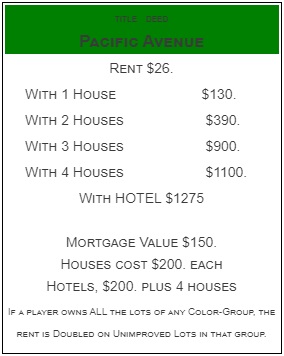 TITLE DEED
PACIFIC AVENUE
RENT $26.
WITH 1 HOUSE $130.
WITH 2 HOUSES $390.
WITH 3 HOUSES $900.
WITH 4 HOUSES $1100.
WITH HOTEL $1275
MORTGAGE VALUE $150.
HOUSES COST $200. EACH
HOTELS, $200. PLUS 4 HOUSES
IF A PLAYER OWNS ALL THE LOTS OF ANY COLOR-GROUP, THE
RENT IS DOUBLED ON UNIMPROVED LOTS IN THAT GROUP.